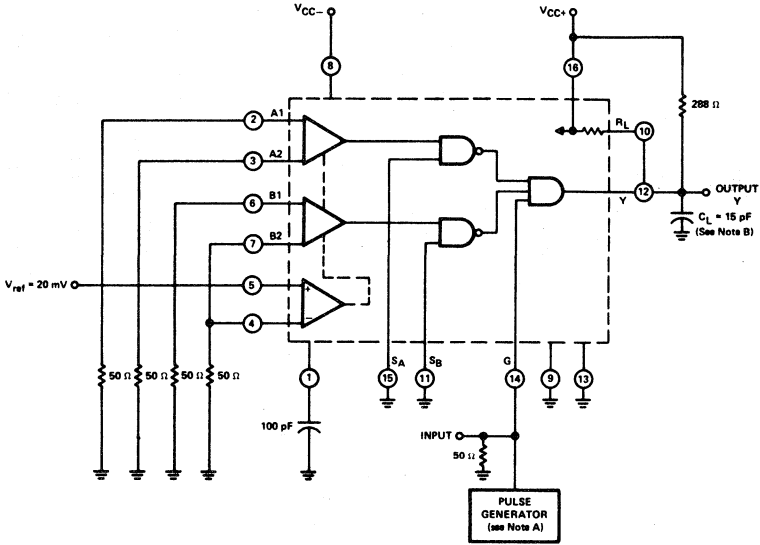 VCC−
VCC+
8
16
288 Ω
2 A1
RL
10
3 A2
6 B1
12
Y
OUTPUT
Y
CL = 15 pF
(See Note B)
7 B2
Vref = 20 mV
5
+
4
−
50 Ω
50 Ω
50 Ω
50 Ω
1
SA
15
SB
11
G
14
9
13
100 pF
INPUT
50 Ω
PULSE
GENERATOR
(see Note A)